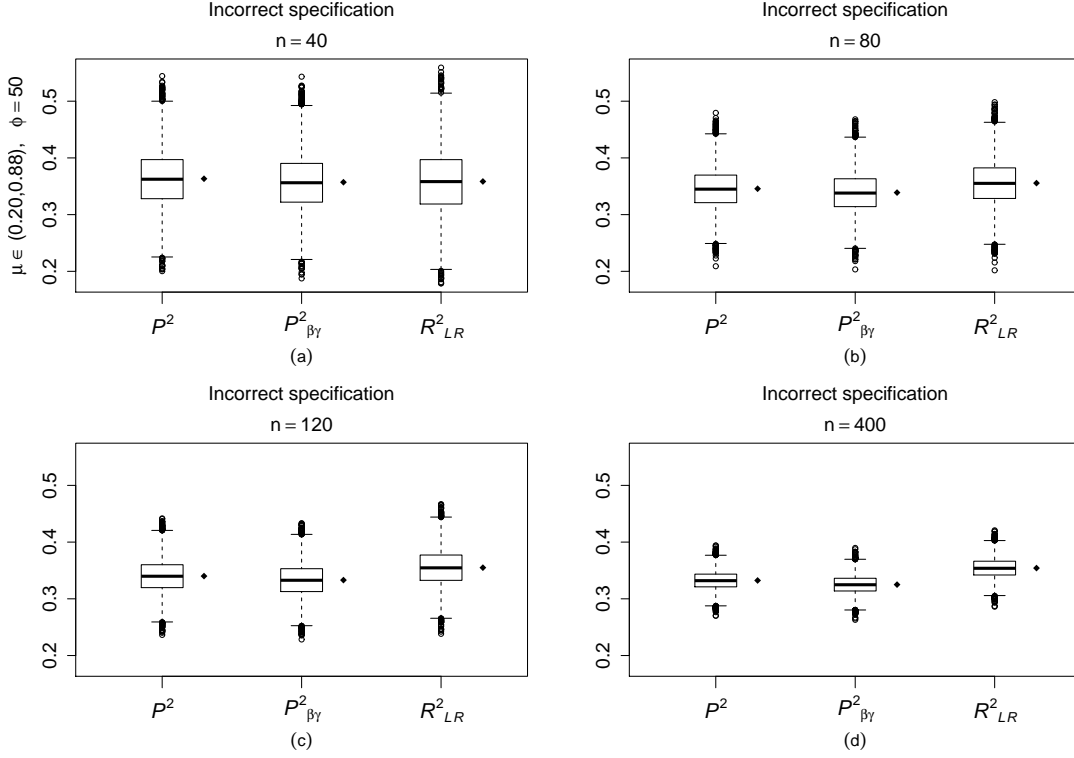 Incorrect specification
n = 40
μ ∈ (0.20,0.88), ϕ = 50
0.5
0.4
0.3
0.2
P² P²βγ R²LR
(a)
Incorrect specification
n = 80
0.5
0.4
0.3
0.2
P² P²βγ R²LR
(b)
Incorrect specification
n = 120
0.5
0.4
0.3
0.2
P² P²βγ R²LR
(c)
Incorrect specification
n = 400
0.5
0.4
0.3
0.2
P² P²βγ R²LR
(d)